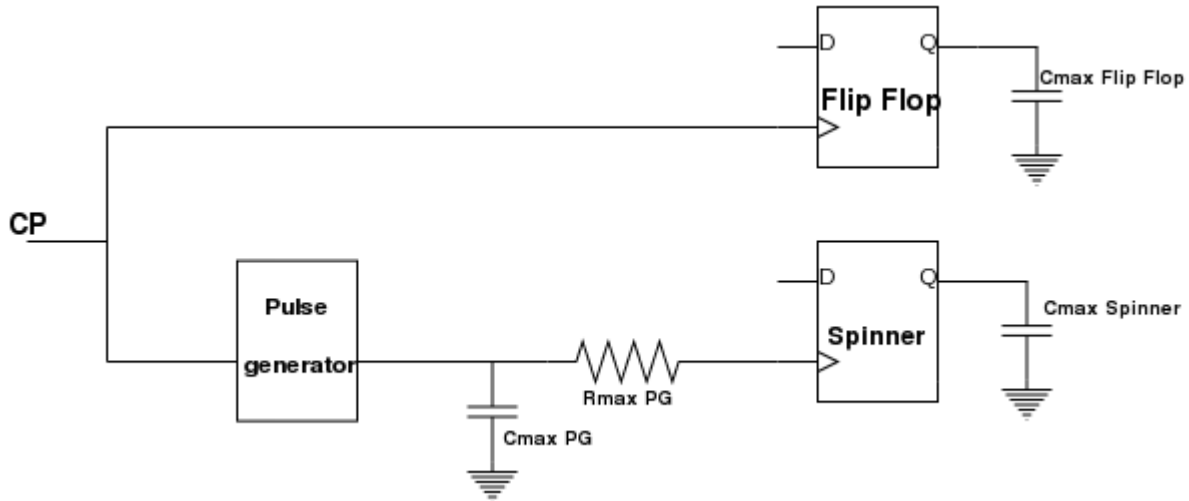 D
Q
Flip Flop
Cmax Flip Flop
CP
Pulse
generator
Cmax PG
Rmax PG
D
Q
Spinner
Cmax Spinner